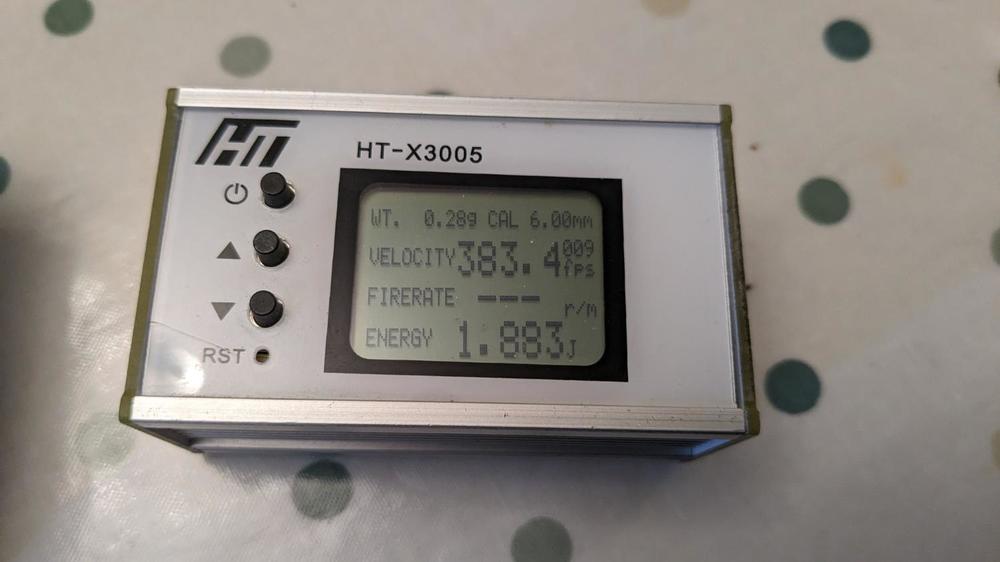 HT
HT-X3005
WT. 0.28g CAL 6.00mm
VELOCITY 383.4 009 fps
FIRERATE --- r/m
ENERGY 1.883J
RST